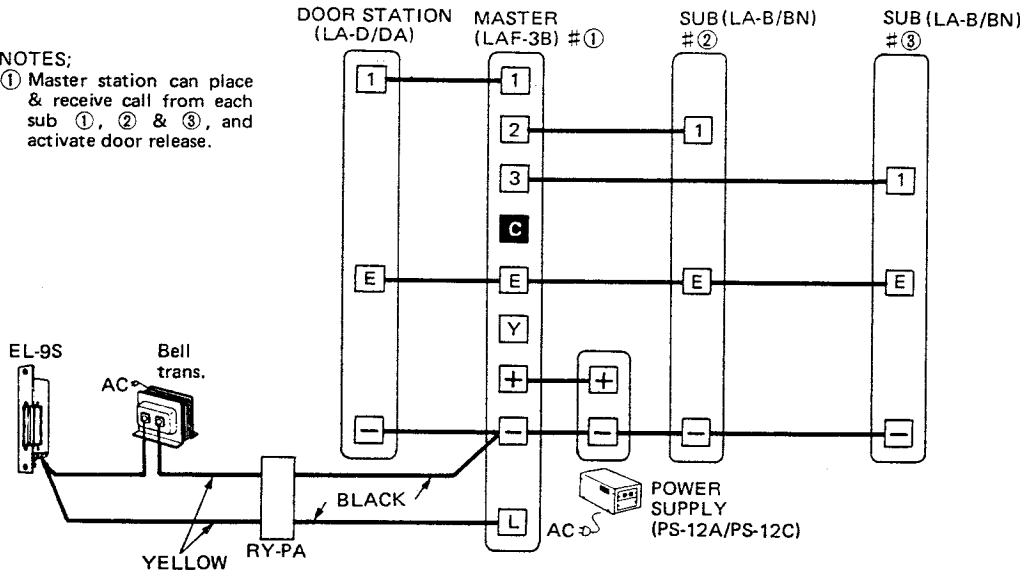 DOOR STATION
(LA-D/DA)
MASTER
(LAF-3B) #①
SUB (LA-B/BN)
#②
SUB (LA-B/BN)
#③
NOTES;
① Master station can place
& receive call from each
sub ①, ② & ③, and
activate door release.
1 1
2 1
3 1
C
E E E E
Y
+ +
− − − − −
L
EL-9S
Bell
trans.
AC
BLACK
YELLOW
RY-PA
AC
POWER
SUPPLY
(PS-12A/PS-12C)